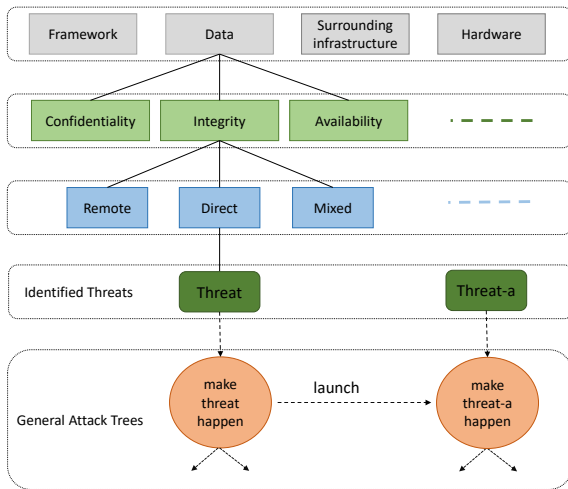 Framework
Data
Surrounding
infrastructure
Hardware
Confidentiality
Integrity
Availability
Remote
Direct
Mixed
Identified Threats
Threat
Threat-a
General Attack Trees
make
threat
happen
launch
make
threat-a
happen